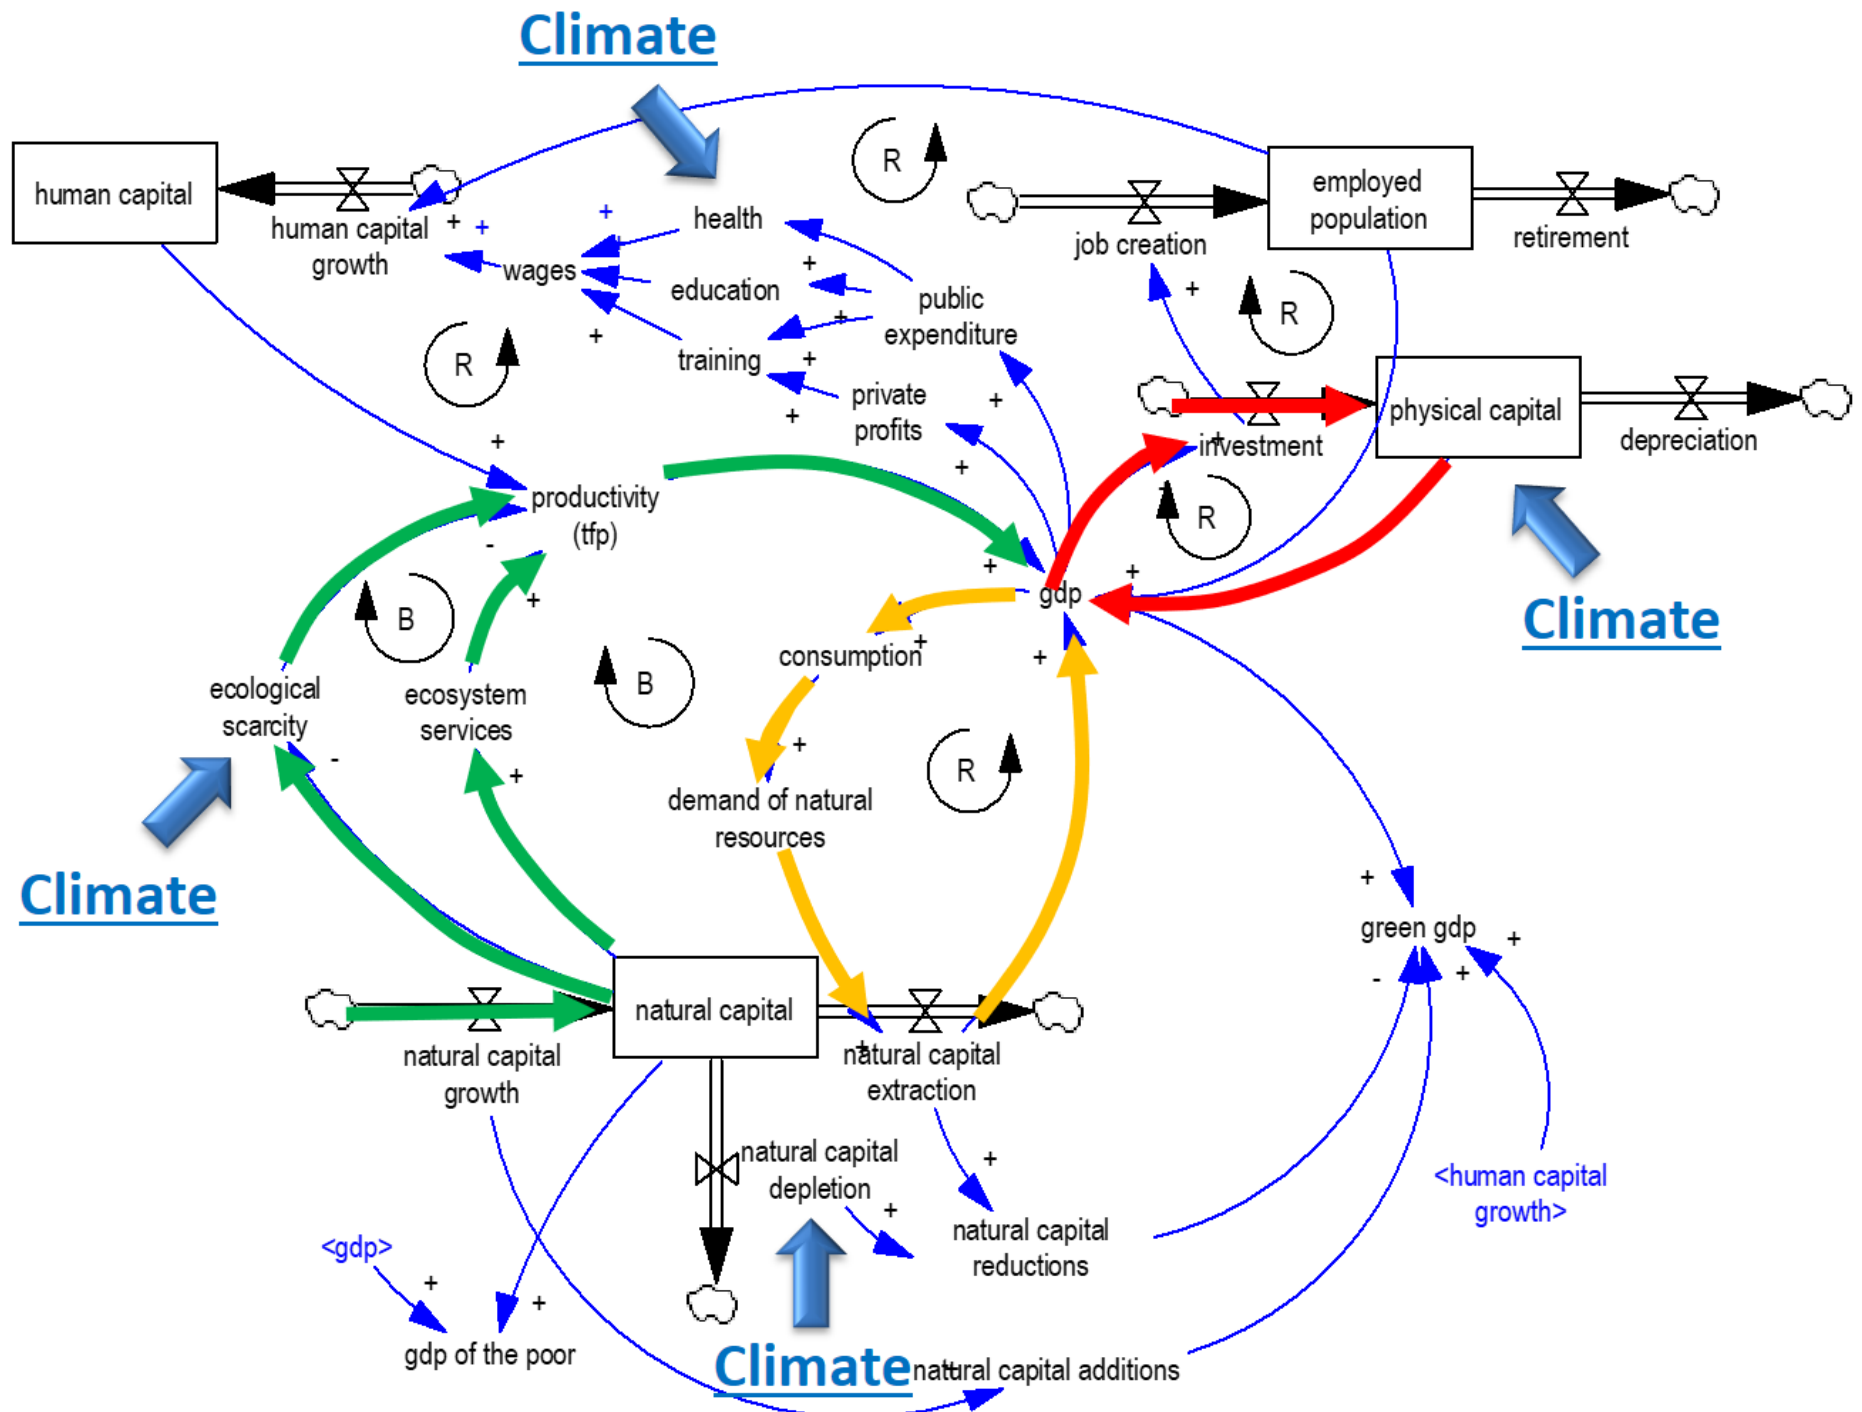 Climate
human capital
human capital
growth
+
+
wages
+
health
education
training
+
+
+
+
+
public
expenditure
private
profits
+
+
R
job creation
+
employed
population
retirement
R
investment
+
physical capital
depreciation
R
R
+
productivity
(tfp)
-
+
B
B
+
gdp
+
+
consumption
+
Climate
ecological
scarcity
ecosystem
services
-
+
+
demand of natural
resources
R
Climate
+
green gdp
+
-
+
natural capital
natural capital
growth
+
natural capital
extraction
natural capital
depletion
+
+
natural capital
reductions
<human capital
growth>
<gdp>
+
+
gdp of the poor
Climate
natural capital additions
+